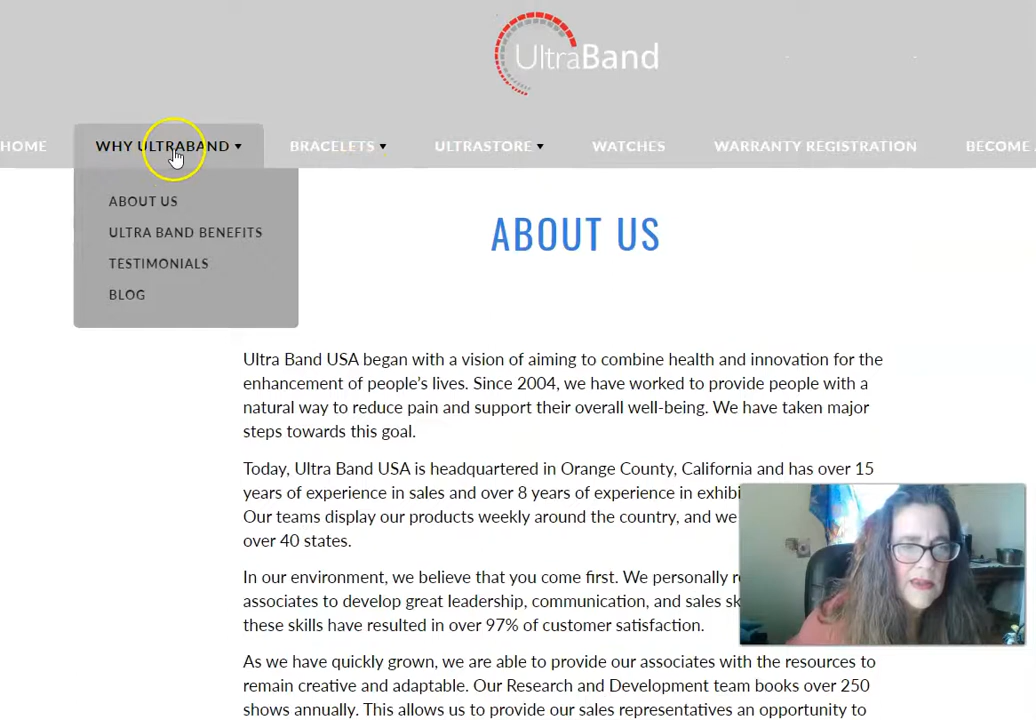 UltraBand
HOME WHY ULTRABAND ▾ BRACELETS ▾ ULTRASTORE ▾ WATCHES WARRANTY REGISTRATION BECOME
ABOUT US
ULTRA BAND BENEFITS
TESTIMONIALS
BLOG
ABOUT US
Ultra Band USA began with a vision of aiming to combine health and innovation for the
enhancement of people's lives. Since 2004, we have worked to provide people with a
natural way to reduce pain and support their overall well-being. We have taken major
steps towards this goal.
Today, Ultra Band USA is headquartered in Orange County, California and has over 15
years of experience in sales and over 8 years of experience in
Our teams display our products weekly around the country, and we
over 40 states.
In our environment, we believe that you come first. We personally
associates to develop great leadership, communication, and sales
these skills have resulted in over 97% of customer satisfaction.
As we have quickly grown, we are able to provide our associates with the resources to
remain creative and adaptable. Our Research and Development team books over 250
shows annually. This allows us to provide our sales representatives an opportunity to